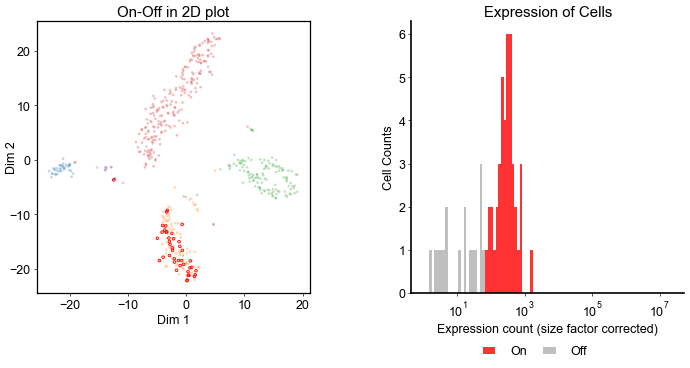 On-Off in 2D plot
Dim 2
20
10
0
−10
−20
−20 −10 0 10 20
Dim 1
Expression of Cells
Cell Counts
6
5
4
3
2
1
0
10^1 10^3 10^5 10^7
Expression count (size factor corrected)
On Off